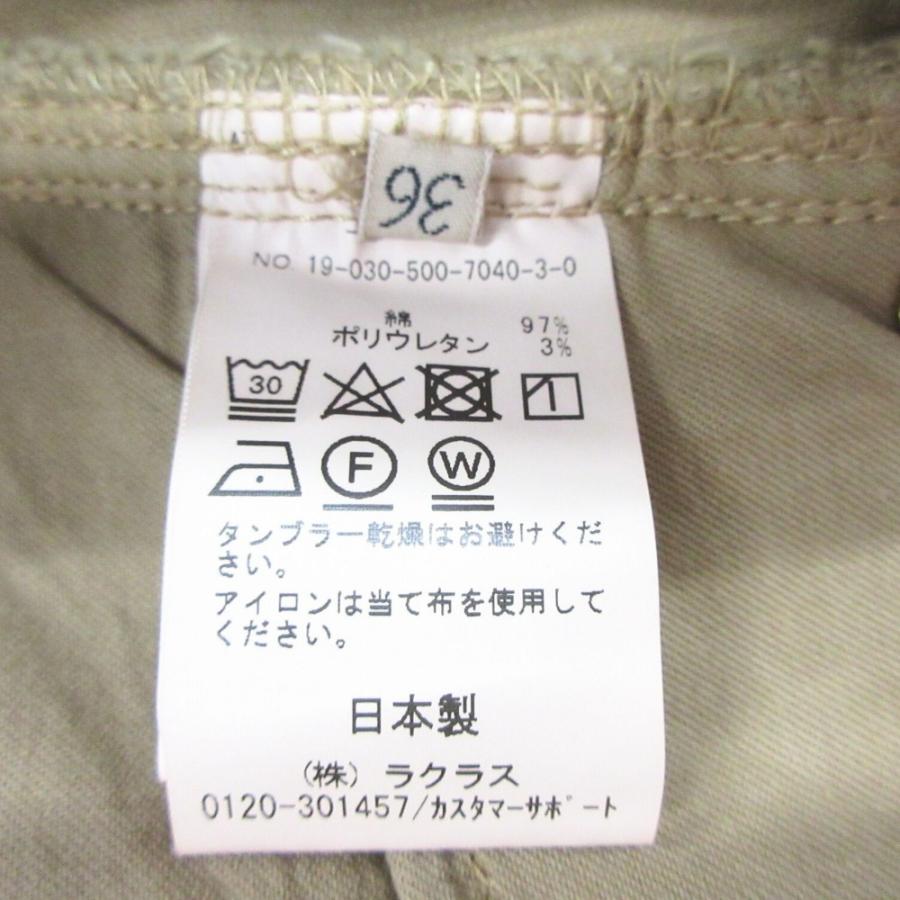 36
NO. 19-030-500-7040-3-0
綿 97%
ポリウレタン 3%
30
F W
タンブラー乾燥はお避けくだ
さい。
アイロンは当て布を使用して
ください。
日本製
（株）ラクラス
0120-301457/カスタマーサポート